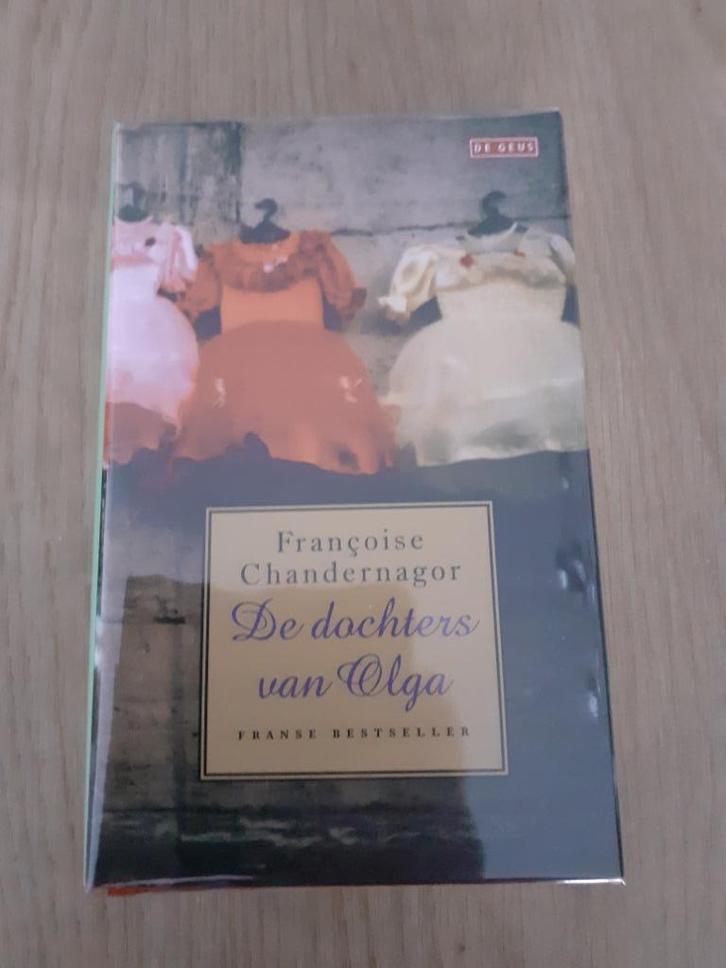 DE GEUS
Françoise
Chandernagor
De dochters
van Olga
FRANSE BESTSELLER